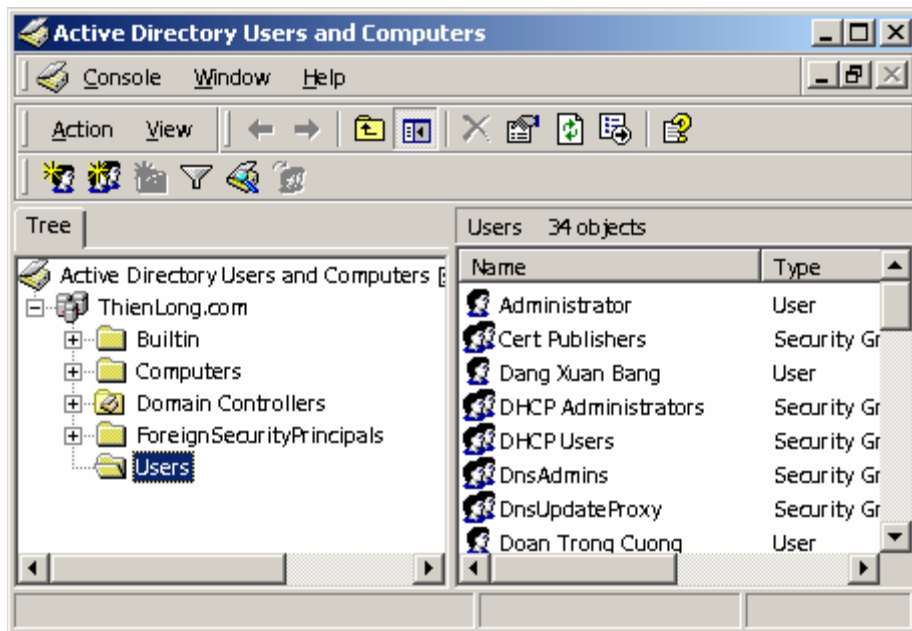 Active Directory Users and Computers
Console Window Help
Action View
Tree
Users 34 objects
Active Directory Users and Computers [
ThienLong.com
Builtin
Computers
Domain Controllers
ForeignSecurityPrincipals
Users
Name Type
Administrator User
Cert Publishers Security Gr
Dang Xuan Bang User
DHCP Administrators Security Gr
DHCP Users Security Gr
DnsAdmins Security Gr
DnsUpdateProxy Security Gr
Doan Trong Cuong User